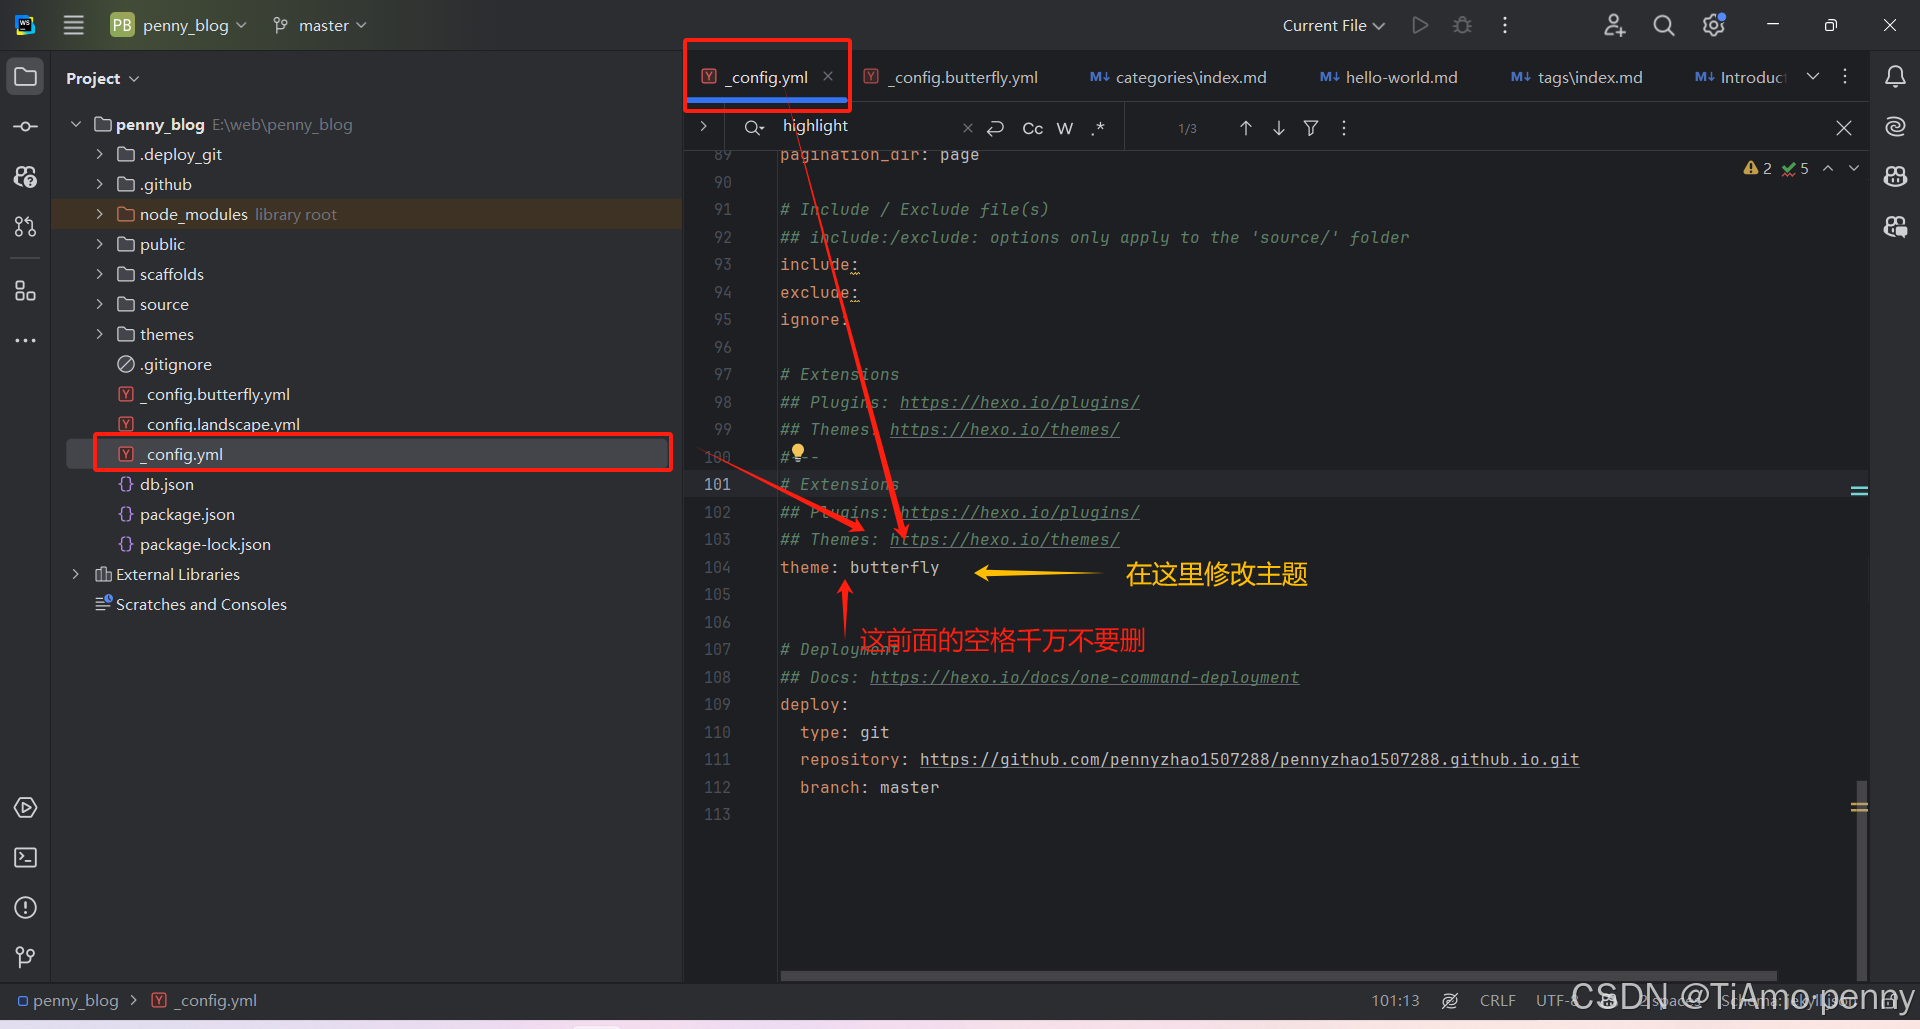 PB penny_blog master Current File
Project
_config.yml _config.butterfly.yml M↓ categories\index.md M↓ hello-world.md M↓ tags\index.md M↓ Introduc
highlight Cc W .* 1/3
penny_blog E:\web\penny_blog
.deploy_git
.github
node_modules library root
public
scaffolds
source
themes
.gitignore
_config.butterfly.yml
_config.landscape.yml
_config.yml
db.json
package.json
package-lock.json
External Libraries
Scratches and Consoles
2 5
89 pagination_dir: page
90
91 # Include / Exclude file(s)
92 ## include:/exclude: options only apply to the 'source/' folder
93 include:
94 exclude:
95 ignore:
96
97 # Extensions
98 ## Plugins: https://hexo.io/plugins/
99 ## Themes: https://hexo.io/themes/
100 #---
101 # Extensions
102 ## Plugins: https://hexo.io/plugins/
103 ## Themes: https://hexo.io/themes/
104 theme: butterfly
在这里修改主题
105
106
这前面的空格千万不要删
107 # Deployment
108 ## Docs: https://hexo.io/docs/one-command-deployment
109 deploy:
110 type: git
111 repository: https://github.com/pennyzhao1507288/pennyzhao1507288.github.io.git
112 branch: master
113
penny_blog > _config.yml
101:13 CRLF UTF-8 2 spaces
CSDN @TiAmo penny